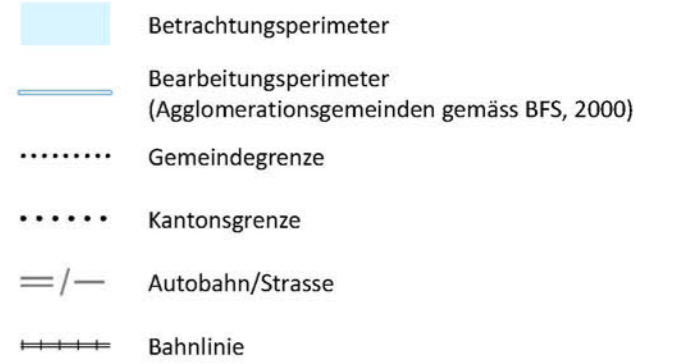 Betrachtungsperimeter
Bearbeitungsperimeter
(Agglomerationsgemeinden gemäss BFS, 2000)
Gemeindegrenze
Kantonsgrenze
Autobahn/Strasse
Bahnlinie